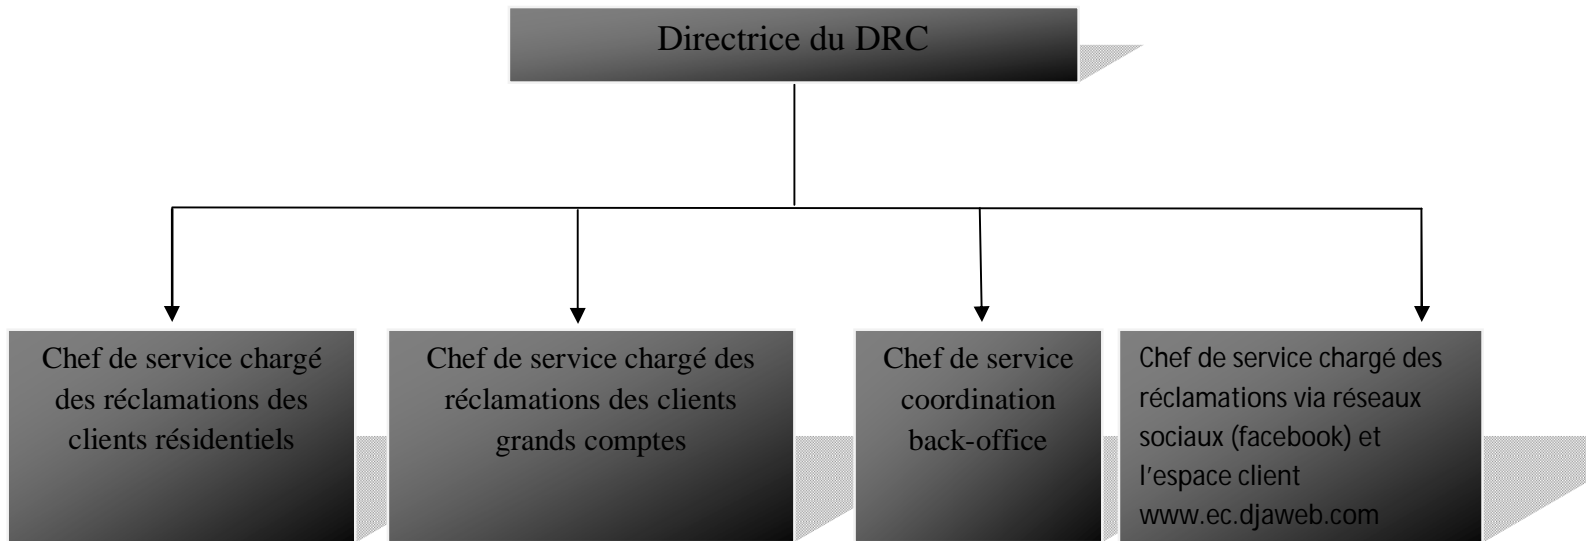 Directrice du DRC
Chef de service chargé
des réclamations des
clients résidentiels
Chef de service chargé des
réclamations des clients
grands comptes
Chef de service
coordination
back-office
Chef de service chargé des
réclamations via réseaux
sociaux (facebook) et
l'espace client
www.ec.djaweb.com